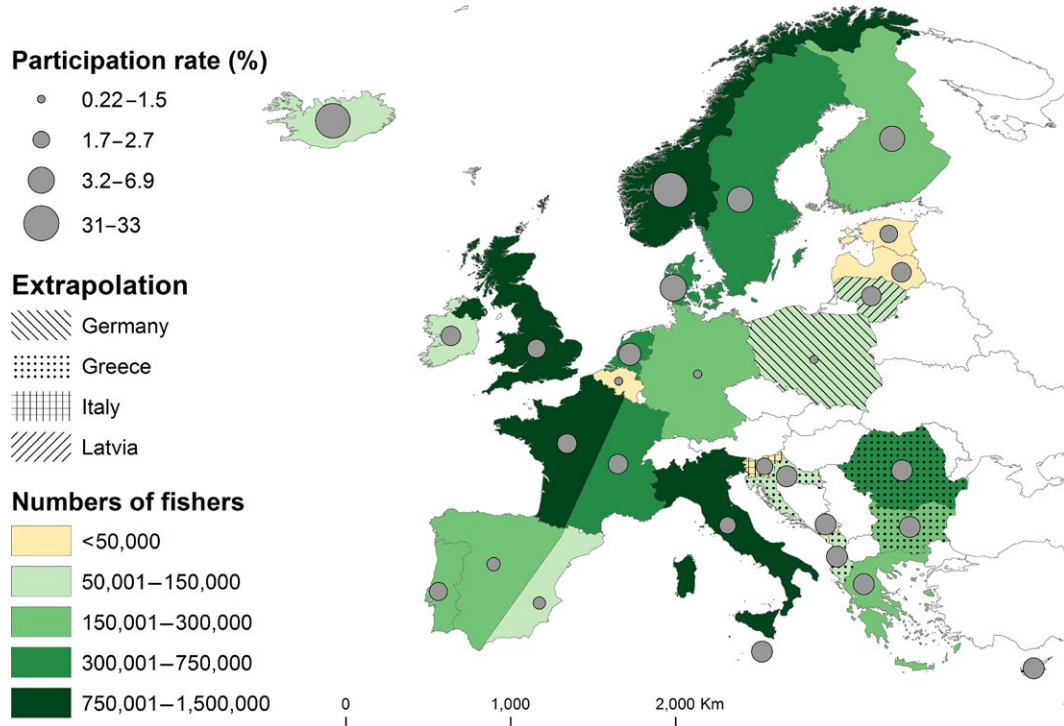 Participation rate (%)
0.22–1.5
1.7–2.7
3.2–6.9
31–33
Extrapolation
Germany
Greece
Italy
Latvia
Numbers of fishers
<50,000
50,001–150,000
150,001–300,000
300,001–750,000
750,001–1,500,000
0 1,000 2,000 Km